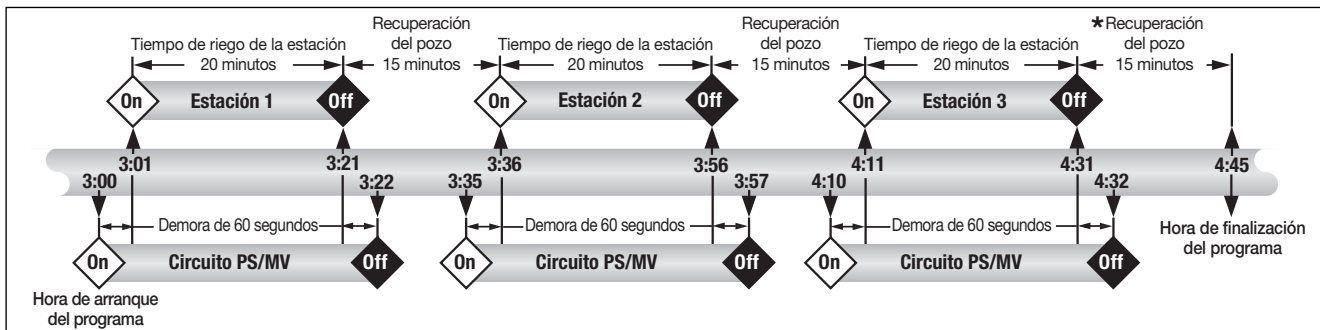 Tiempo de riego de la estación
20 minutos
Recuperación
del pozo
15 minutos
Tiempo de riego de la estación
20 minutos
Recuperación
del pozo
15 minutos
Tiempo de riego de la estación
20 minutos
*Recuperación
del pozo
15 minutos
On
Estación 1
Off
On
Estación 2
Off
On
Estación 3
Off
3:01
3:21
3:36
3:56
4:11
4:31
4:45
3:00
3:22
3:35
3:57
4:10
4:32
Demora de 60 segundos
Demora de 60 segundos
Demora de 60 segundos
Hora de finalización
del programa
On
Circuito PS/MV
Off
On
Circuito PS/MV
Off
On
Circuito PS/MV
Off
Hora de arranque
del programa